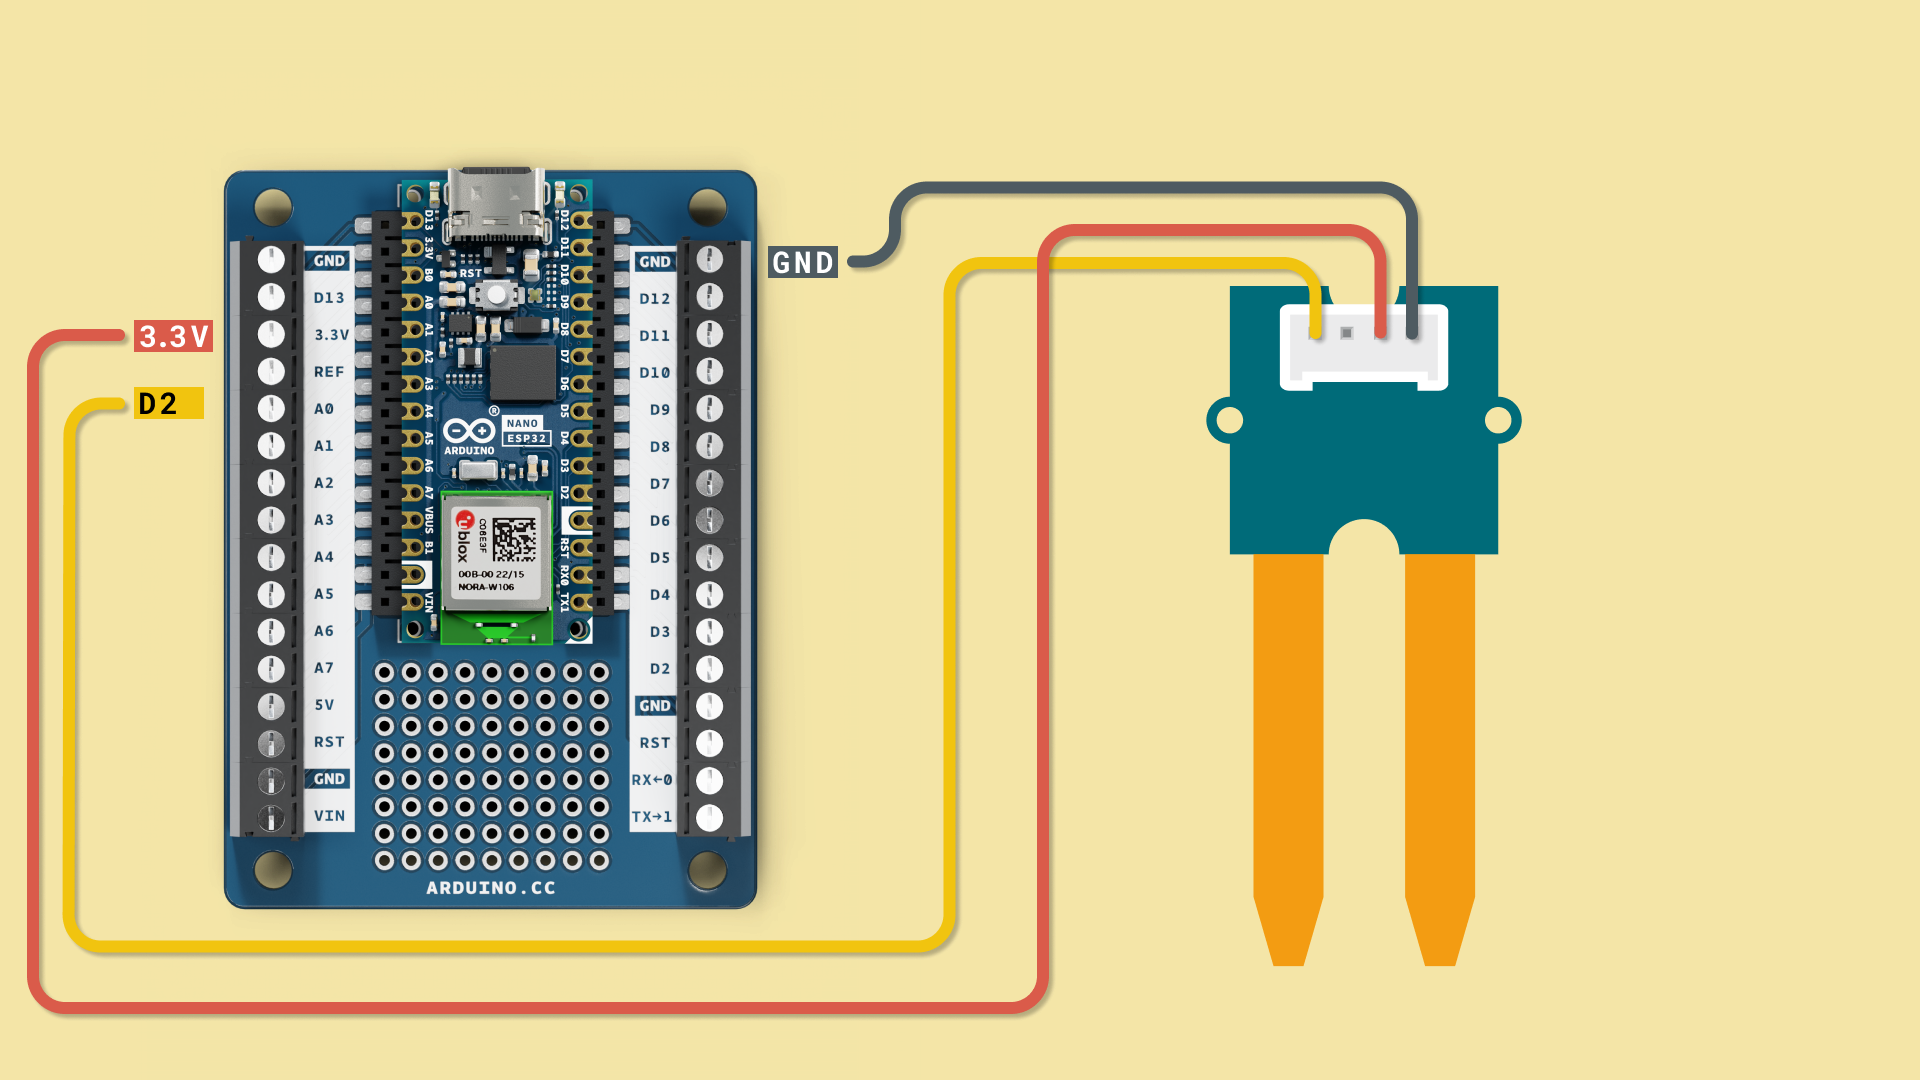 3.3V
D2
GND
GND
D13
3.3V
REF
A0
A1
A2
A3
A4
A5
A6
A7
5V
RST
GND
VIN
D13
3.3V
B0
A0
A1
A2
A3
A4
A5
A6
A7
VBUS
B1
VIN
RST
®
NANO
ESP32
ARDUINO
ublox
C06E3F
00B-00 22/15
NORA-W106
D12
D11
D10
D9
D8
D7
D6
D5
D4
D3
D2
RST
RX0
TX1
GND
D12
D11
D10
D9
D8
D7
D6
D5
D4
D3
D2
GND
RST
RX←0
TX→1
ARDUINO.CC